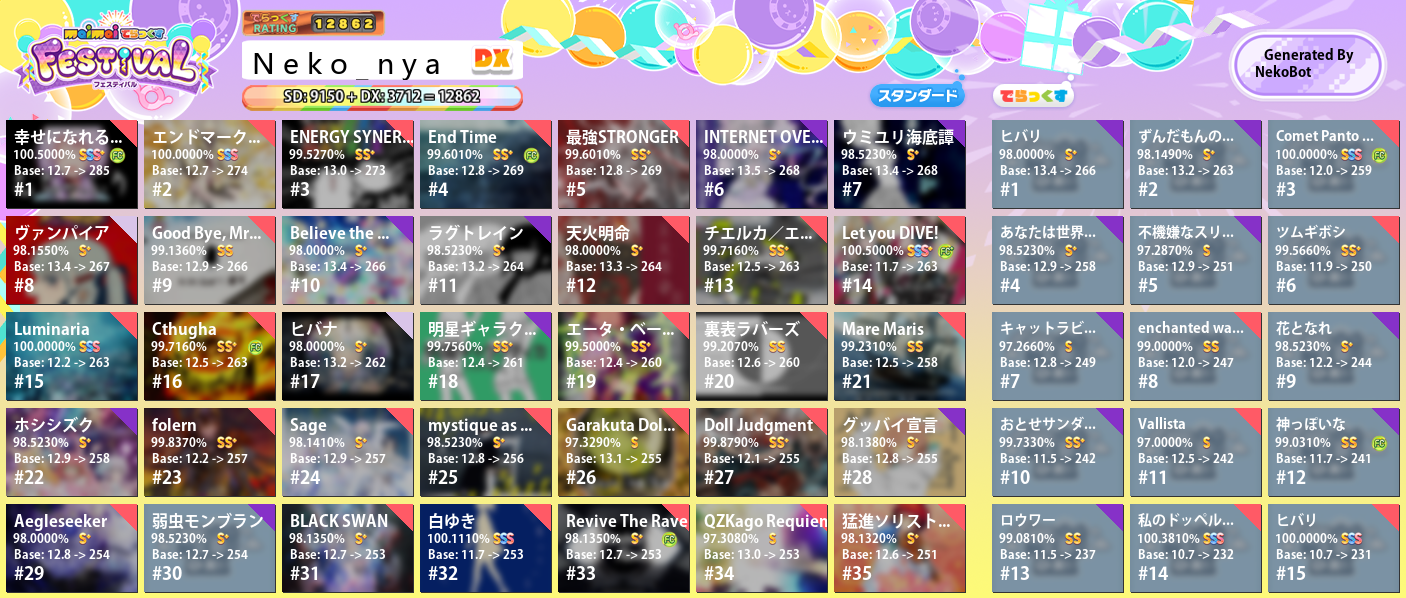 maimai でらっくす
FESTiVAL
フェスティバル
でらっくす
RATING 12862
Neko_nya DX
SD: 9150 + DX: 3712 = 12862
スタンダード でらっくす
Generated By
NekoBot
幸せになれる...
100.5000% SSS+ FC
Base: 12.7 -> 285
#1
エンドマーク...
100.0000% SSS
Base: 12.7 -> 274
#2
ENERGY SYNER...
99.5270% SS+
Base: 13.0 -> 273
#3
End Time
99.6010% SS+ FC
Base: 12.8 -> 269
#4
最強STRONGER
99.6010% SS+
Base: 12.8 -> 269
#5
INTERNET OVE...
98.0000% S+
Base: 13.5 -> 268
#6
ウミユリ海底譚
98.5230% S+
Base: 13.4 -> 268
#7
ヴァンパイア
98.1550% S+
Base: 13.4 -> 267
#8
Good Bye, Mr...
99.1360% SS
Base: 12.9 -> 266
#9
Believe the ...
98.0000% S+
Base: 13.4 -> 266
#10
ラグトレイン
98.5230% S+
Base: 13.2 -> 264
#11
天火明命
98.0000% S+
Base: 13.3 -> 264
#12
チエルカ／エ...
99.7160% SS+
Base: 12.5 -> 263
#13
Let you DIVE!
100.5000% SSS+ FC+
Base: 11.7 -> 263
#14
Luminaria
100.0000% SSS
Base: 12.2 -> 263
#15
Cthugha
99.7160% SS+ FC
Base: 12.5 -> 263
#16
ヒバナ
98.0000% S+
Base: 13.2 -> 262
#17
明星ギャラク...
99.7560% SS+
Base: 12.4 -> 261
#18
エータ・ベー...
99.5000% SS+
Base: 12.4 -> 260
#19
裏表ラバーズ
99.2070% SS
Base: 12.6 -> 260
#20
Mare Maris
99.2310% SS
Base: 12.5 -> 258
#21
ホシシズク
98.5230% S+
Base: 12.9 -> 258
#22
folern
99.8370% SS+
Base: 12.2 -> 257
#23
Sage
98.1410% S+
Base: 12.9 -> 257
#24
mystique as ...
98.5230% S+
Base: 12.8 -> 256
#25
Garakuta Dol...
97.3290% S
Base: 13.1 -> 255
#26
Doll Judgment
99.8790% SS+
Base: 12.1 -> 255
#27
グッバイ宣言
98.1380% S+
Base: 12.8 -> 255
#28
Aegleseeker
98.0000% S+
Base: 12.8 -> 254
#29
弱虫モンブラン
98.5230% S+
Base: 12.7 -> 254
#30
BLACK SWAN
98.1350% S+
Base: 12.7 -> 253
#31
白ゆき
100.1110% SSS
Base: 11.7 -> 253
#32
Revive The Rave
98.1350% S+ FC
Base: 12.7 -> 253
#33
QZKago Requiem
97.3080% S
Base: 13.0 -> 253
#34
猛進ソリスト...
98.1320% S+
Base: 12.6 -> 251
#35
ヒバリ
98.0000% S+
Base: 13.4 -> 266
#1
ずんだもんの...
98.1490% S+
Base: 13.2 -> 263
#2
Comet Panto ...
100.0000% SSS FC
Base: 12.0 -> 259
#3
あなたは世界...
98.5230% S+
Base: 12.9 -> 258
#4
不機嫌なスリ...
97.2870% S
Base: 12.9 -> 251
#5
ツムギボシ
99.5660% SS+
Base: 11.9 -> 250
#6
キャットラビ...
97.2660% S
Base: 12.8 -> 249
#7
enchanted wa...
99.0000% SS
Base: 12.0 -> 247
#8
花となれ
98.5230% S+
Base: 12.2 -> 244
#9
おとせサンダ...
99.7330% SS+
Base: 11.5 -> 242
#10
Vallista
97.0000% S
Base: 12.5 -> 242
#11
神っぽいな
99.0310% SS FC
Base: 11.7 -> 241
#12
ロウワー
99.0810% SS
Base: 11.5 -> 237
#13
私のドッペル...
100.3810% SSS
Base: 10.7 -> 232
#14
ヒバリ
100.0000% SSS
Base: 10.7 -> 231
#15